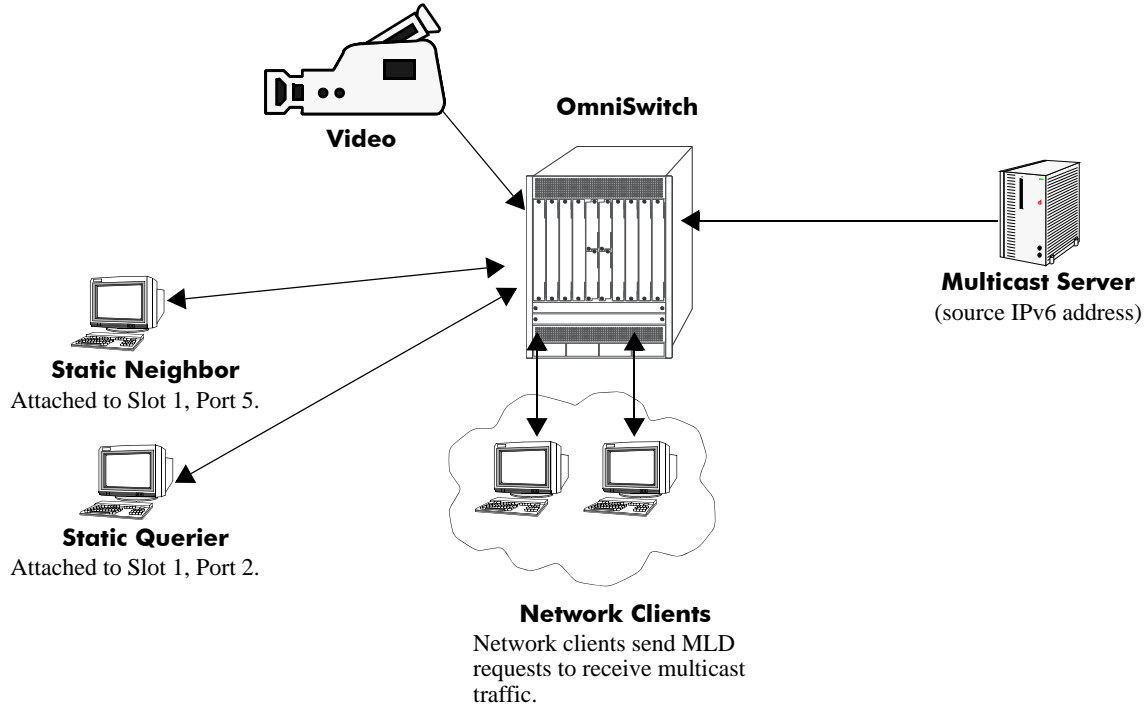 Video
OmniSwitch
Multicast Server
(source IPv6 address)
Static Neighbor
Attached to Slot 1, Port 5.
Static Querier
Attached to Slot 1, Port 2.
Network Clients
Network clients send MLD
requests to receive multicast
traffic.